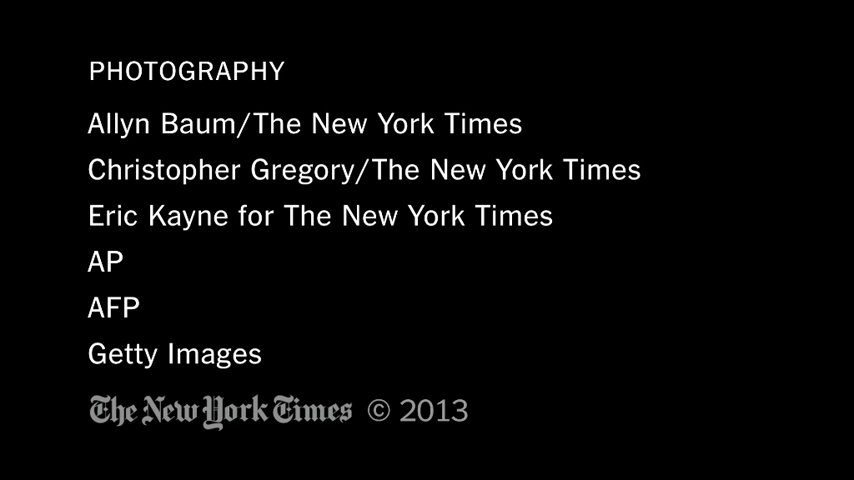 PHOTOGRAPHY
Allyn Baum/The New York Times
Christopher Gregory/The New York Times
Eric Kayne for The New York Times
AP
AFP
Getty Images
The New York Times © 2013